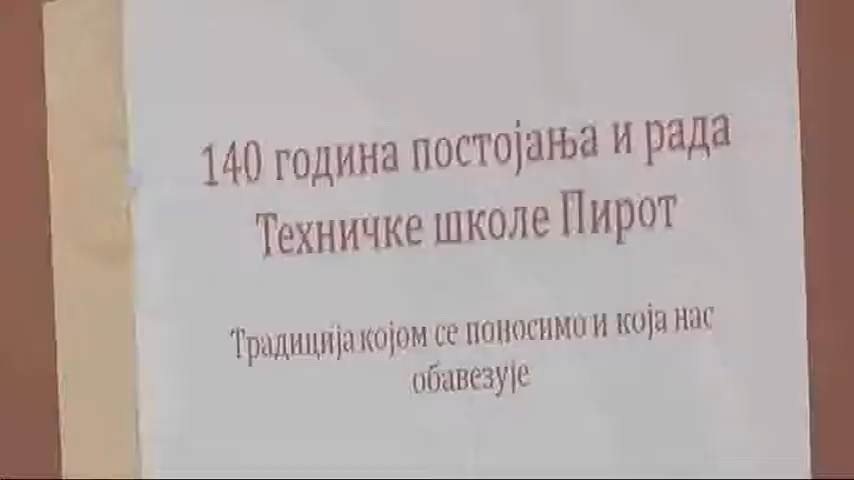 140 година постојања и рада
Техничке школе Пирот
Традиција којом се поносимо и која нас
обавезује